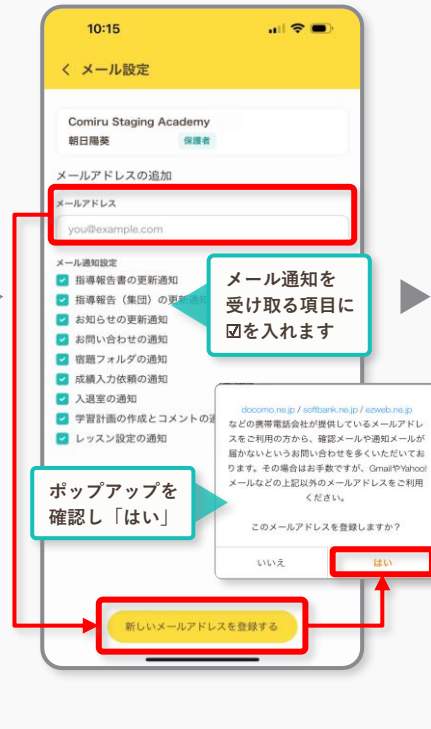 10:15
メール設定
Comiru Staging Academy
朝日陽葵
保護者
メールアドレスの追加
メールアドレス
you@example.com
メール通知設定
指導報告書の更新通知
指導報告（集団）の更新
お知らせの更新通知
お問い合わせの通知
宿題フォルダの通知
成績入力依頼の通知
入退室の通知
学習計画の作成とコメントの通
レッスン設定の通知
メール通知を
受け取る項目に
☑を入れます
docomo.ne.jp / softbank.ne.jp / ezweb.ne.jp
などの携帯電話会社が提供しているメールアドレ
スをご利用の方から、確認メールや通知メールが
届かないというお問い合わせを多くいただいてお
ります。その場合はお手数ですが、GmailやYahoo!
メールなどの上記以外のメールアドレスをご利用
ください。
このメールアドレスを登録しますか？
いいえ
はい
ポップアップを
確認し「はい」
新しいメールアドレスを登録する